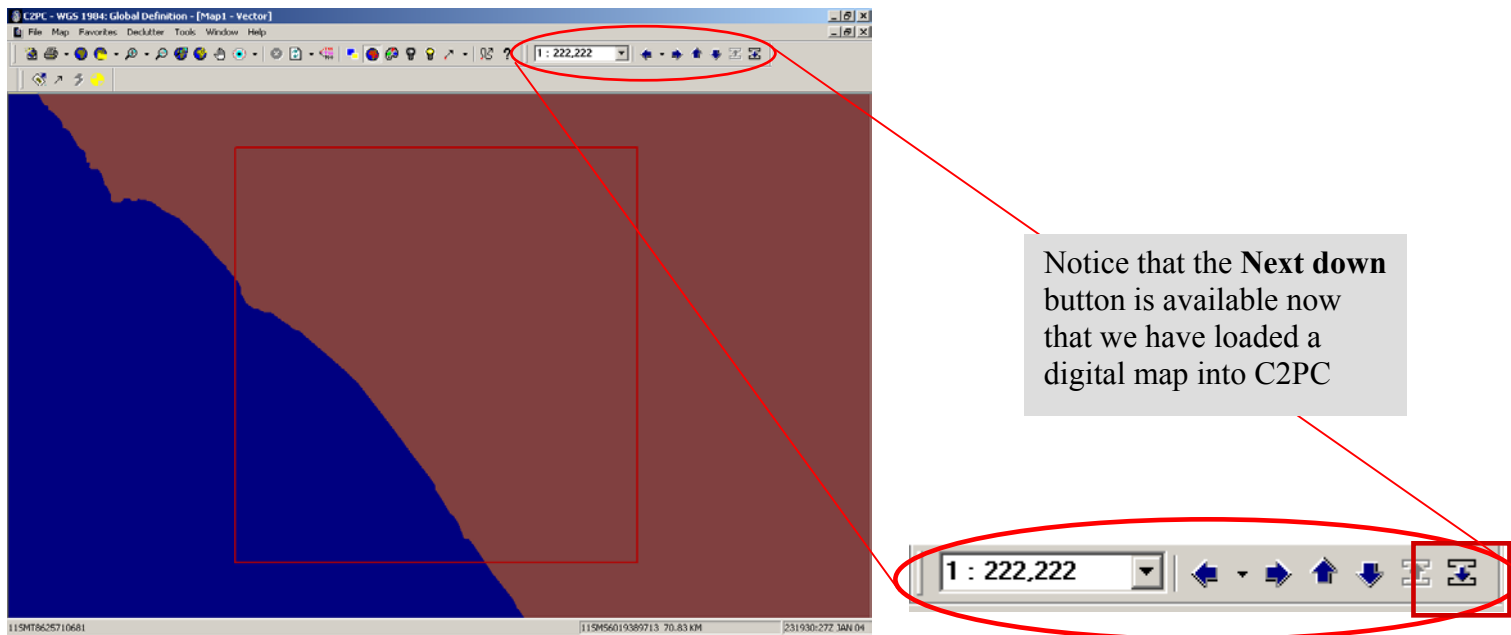 C2PC - WGS 1984: Global Definition - [Map1 - Vector]
File Map Favorites Declutter Tools Window Help
1 : 222,222
Notice that the Next down
button is available now
that we have loaded a
digital map into C2PC
1 : 222,222
11SMT8625710681
11SMS6019389713 70.83 KM
231930:27Z JAN 04